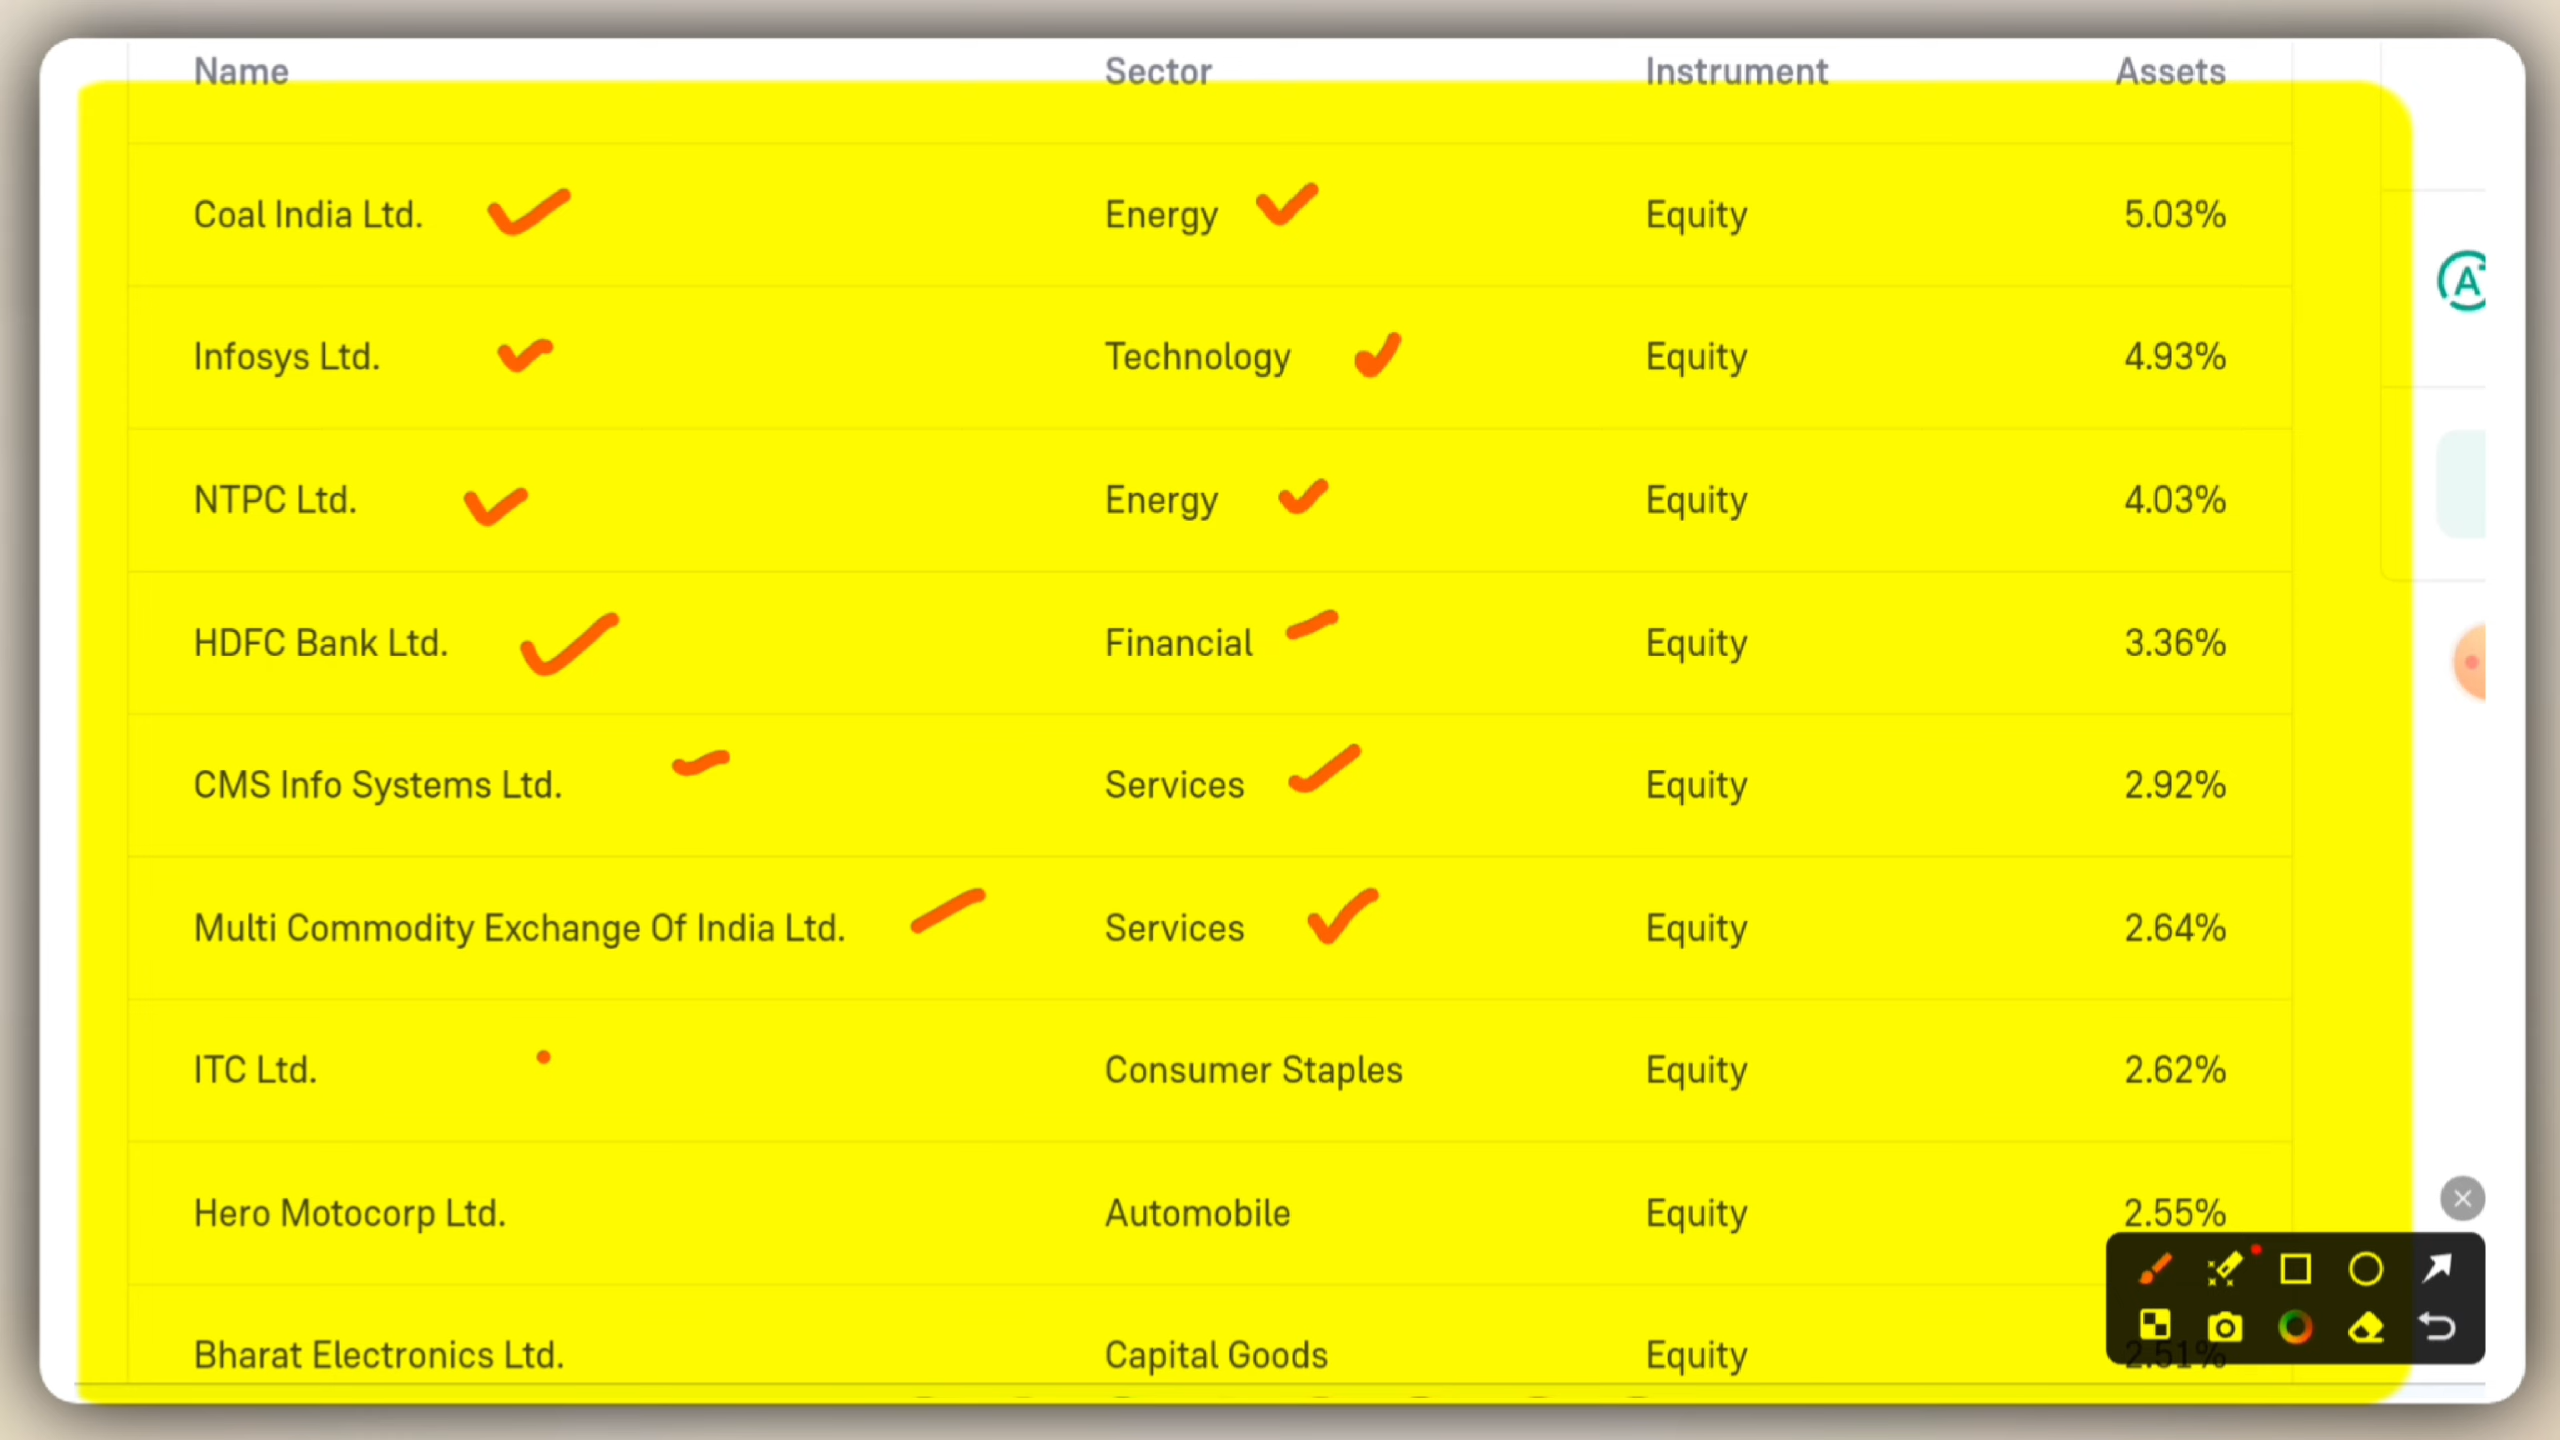 Name Sector Instrument Assets
Coal India Ltd. Energy Equity 5.03%
Infosys Ltd. Technology Equity 4.93%
NTPC Ltd. Energy Equity 4.03%
HDFC Bank Ltd. Financial Equity 3.36%
CMS Info Systems Ltd. Services Equity 2.92%
Multi Commodity Exchange Of India Ltd. Services Equity 2.64%
ITC Ltd. Consumer Staples Equity 2.62%
Hero Motocorp Ltd. Automobile Equity 2.55%
Bharat Electronics Ltd. Capital Goods Equity 2.51%
A